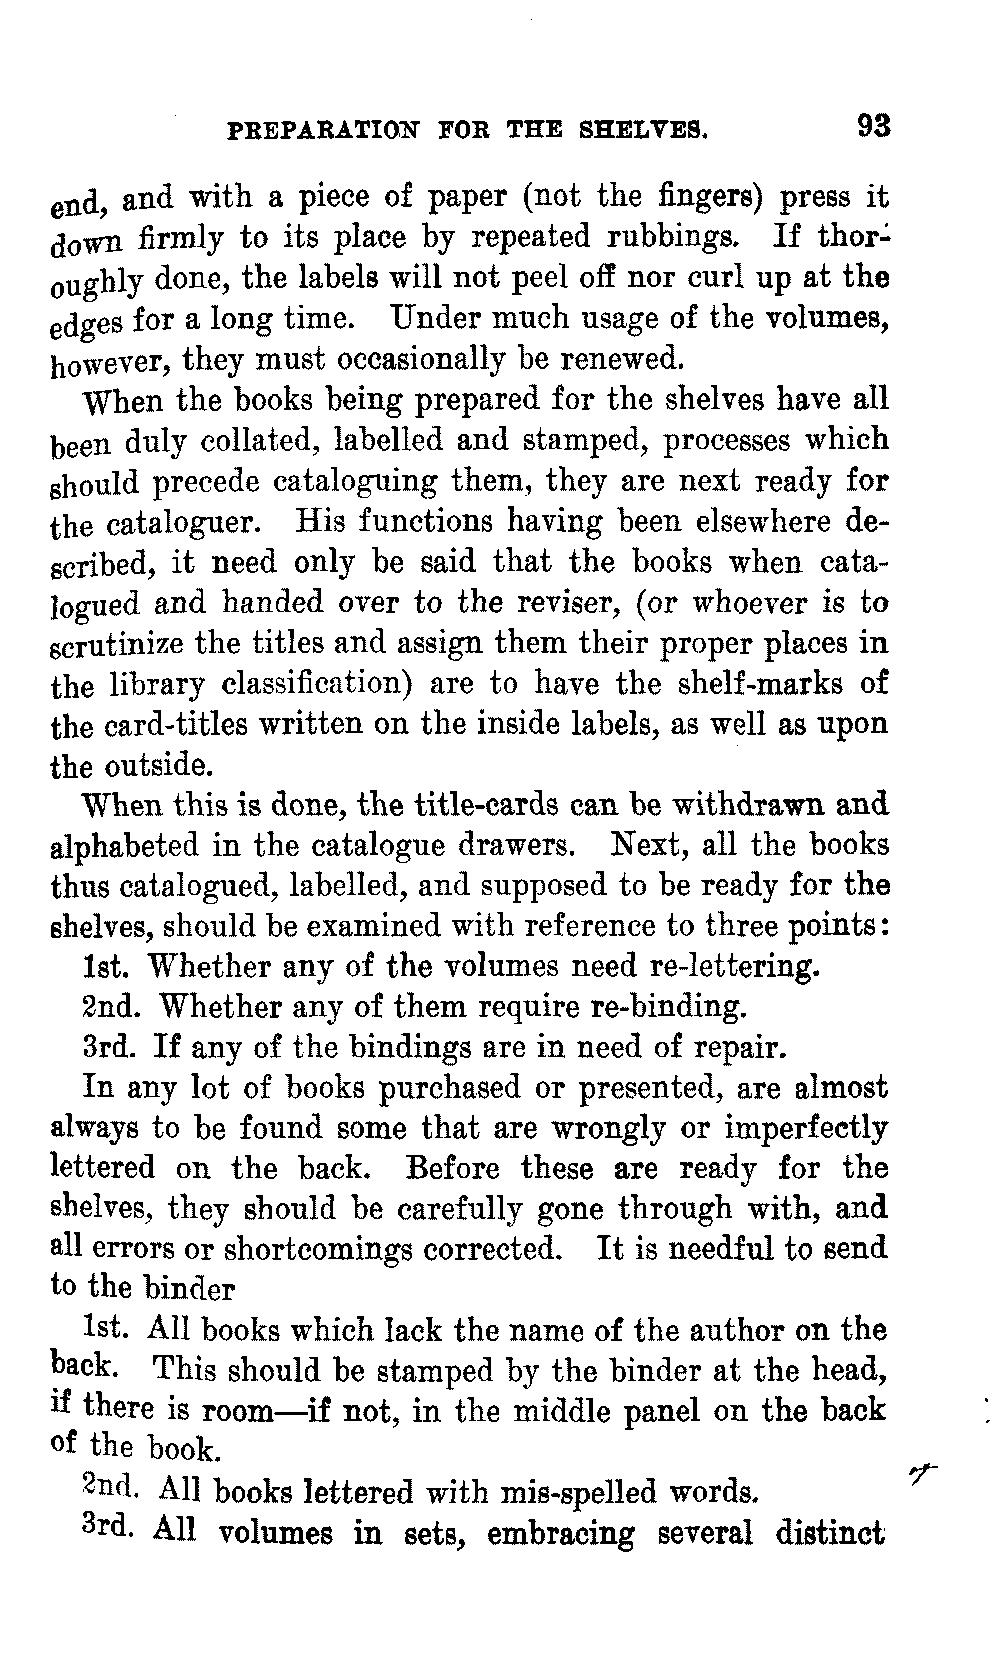 PREPARATION FOR THE SHELVES. 93
end, and with a piece of paper (not the fingers) press it
down firmly to its place by repeated rubbings. If thor-
oughly done, the labels will not peel off nor curl up at the
edges for a long time. Under much usage of the volumes,
however, they must occasionally be renewed.
When the books being prepared for the shelves have all
been duly collated, labelled and stamped, processes which
should precede cataloguing them, they are next ready for
the cataloguer. His functions having been elsewhere de-
scribed, it need only be said that the books when cata-
logued and handed over to the reviser, (or whoever is to
scrutinize the titles and assign them their proper places in
the library classification) are to have the shelf-marks of
the card-titles written on the inside labels, as well as upon
the outside.
When this is done, the title-cards can be withdrawn and
alphabeted in the catalogue drawers. Next, all the books
thus catalogued, labelled, and supposed to be ready for the
shelves, should be examined with reference to three points:
1st. Whether any of the volumes need re-lettering.
2nd. Whether any of them require re-binding.
3rd. If any of the bindings are in need of repair.
In any lot of books purchased or presented, are almost
always to be found some that are wrongly or imperfectly
lettered on the back. Before these are ready for the
shelves, they should be carefully gone through with, and
all errors or shortcomings corrected. It is needful to send
to the binder
1st. All books which lack the name of the author on the
back. This should be stamped by the binder at the head,
if there is room—if not, in the middle panel on the back
of the book.
2nd. All books lettered with mis-spelled words.
3rd. All volumes in sets, embracing several distinct